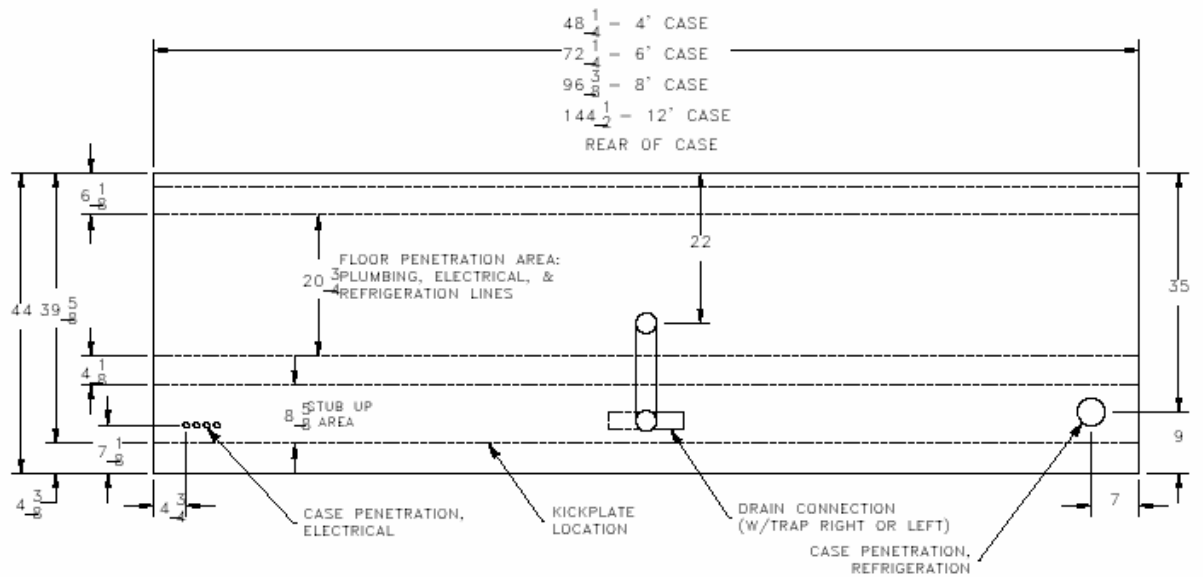 48 1/4 - 4' CASE
72 1/4 - 6' CASE
96 3/8 - 8' CASE
144 1/2 - 12' CASE
REAR OF CASE
6 1/8
22
FLOOR PENETRATION AREA:
PLUMBING, ELECTRICAL, &
REFRIGERATION LINES
20 3/4
35
44
39 5/8
4 1/8
8 5/8
STUB UP
AREA
9
7 1/8
4 3/8
4 3/4
7
CASE PENETRATION,
ELECTRICAL
KICKPLATE
LOCATION
DRAIN CONNECTION
(W/TRAP RIGHT OR LEFT)
CASE PENETRATION,
REFRIGERATION